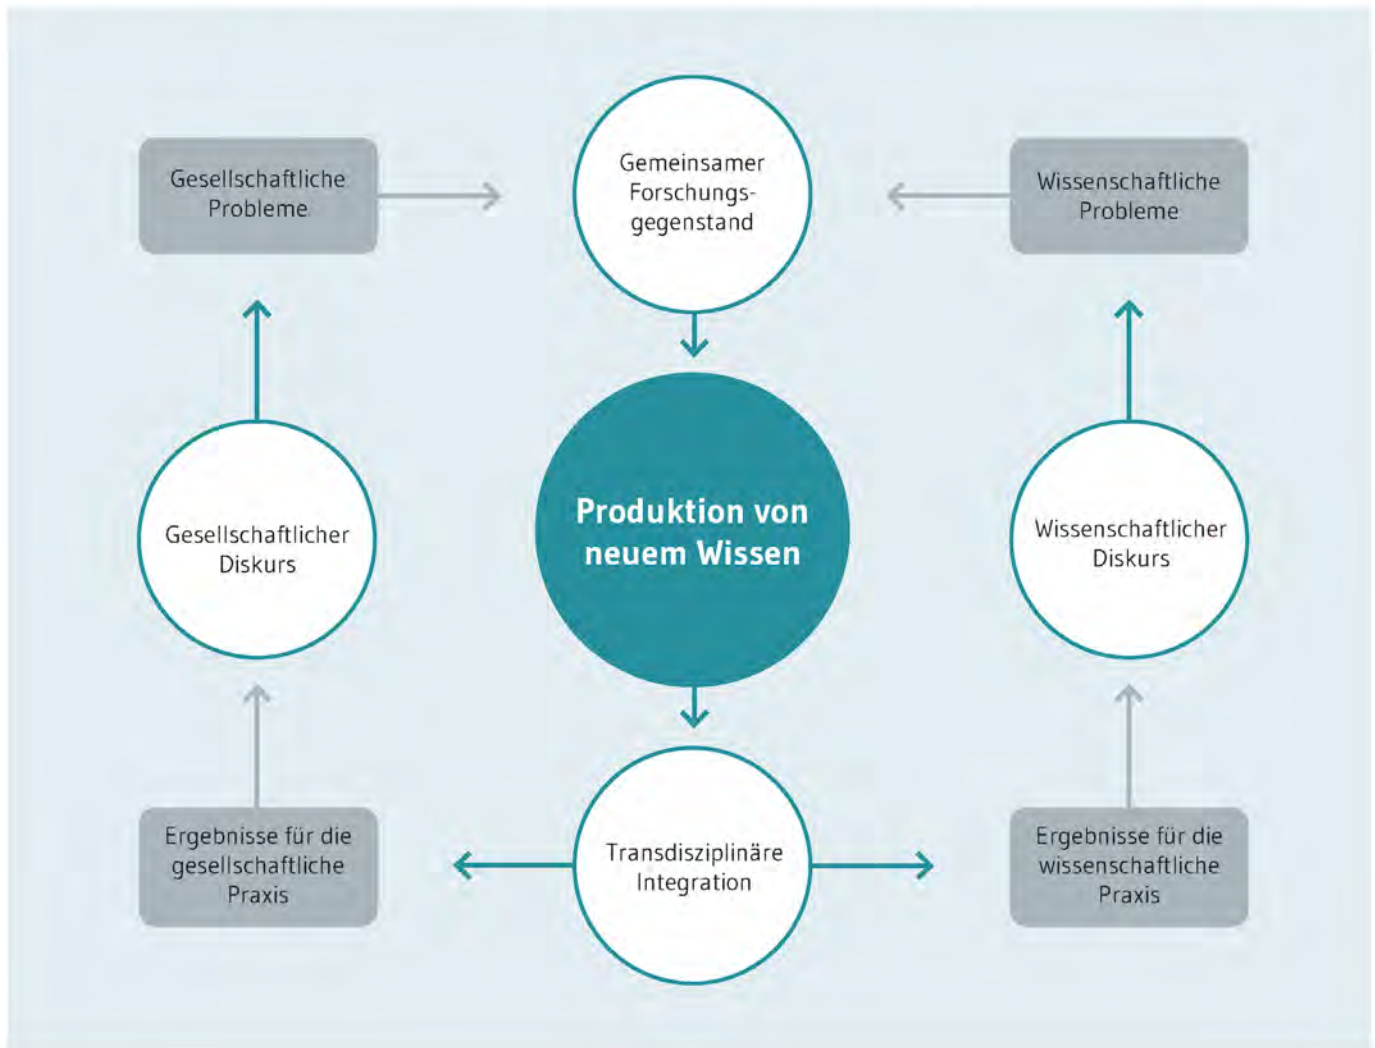 Gesellschaftliche
Probleme
Gemeinsamer
Forschungs-
gegenstand
Wissenschaftliche
Probleme
Gesellschaftlicher
Diskurs
Produktion von
neuem Wissen
Wissenschaftlicher
Diskurs
Ergebnisse für die
gesellschaftliche
Praxis
Transdisziplinäre
Integration
Ergebnisse für die
wissenschaftliche
Praxis